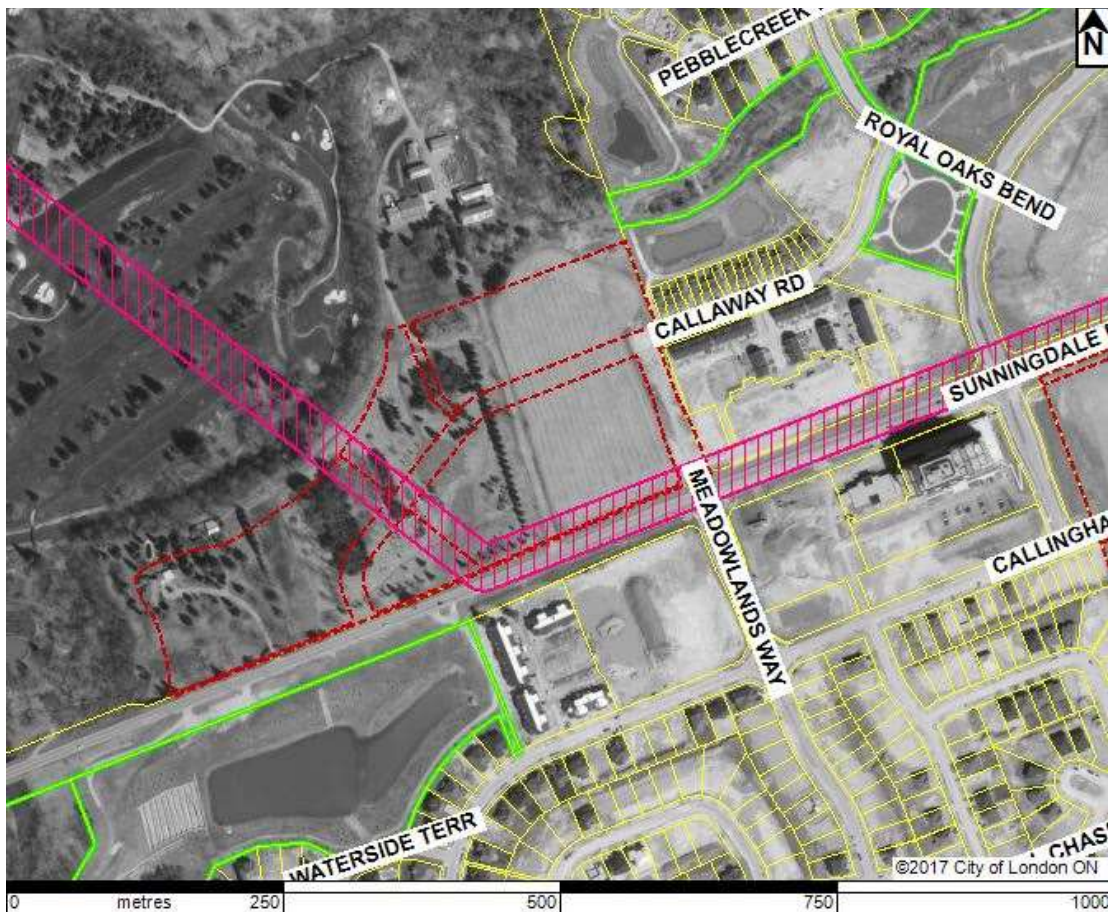 PEBBLECREEK
N
ROYAL OAKS BEND
CALLAWAY RD
SUNNINGDALE
MEADOWLANDS WAY
CALLINGHA
WATERSIDE TERR
CHAS
©2017 City of London ON
0 metres 250 500 750 1000